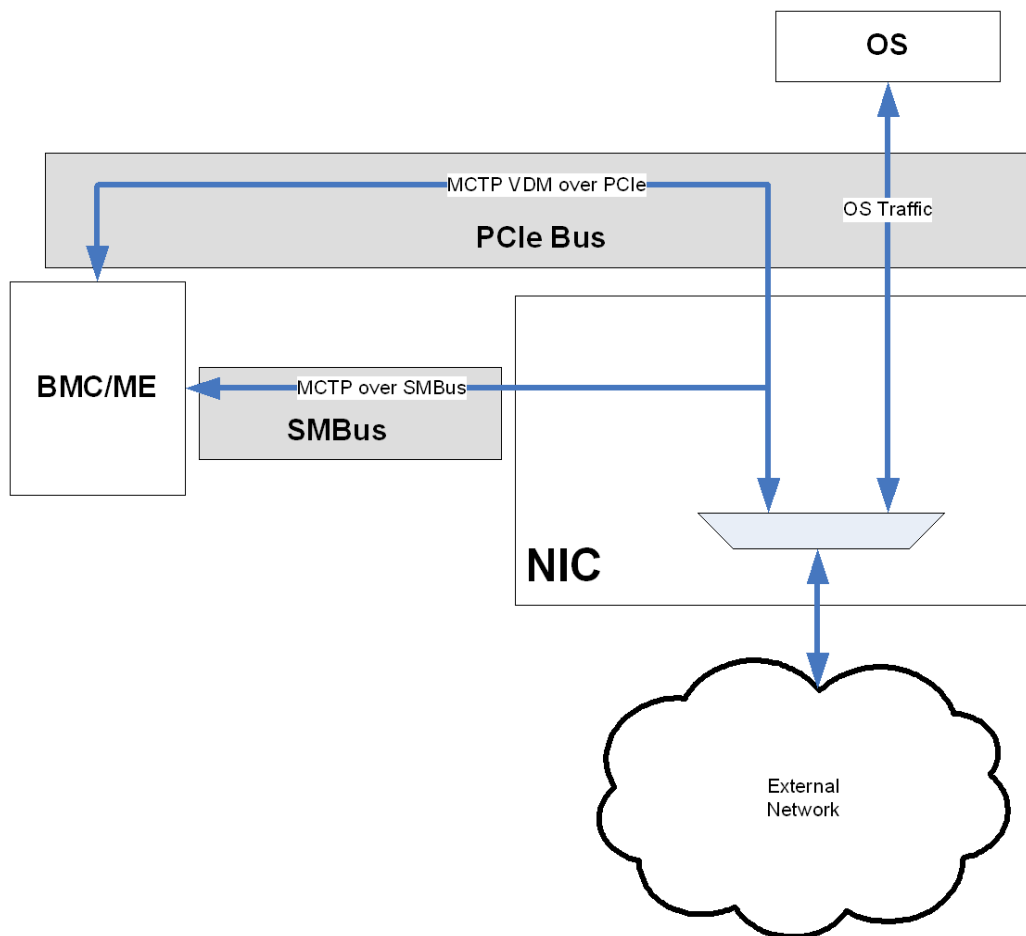 OS
MCTP VDM over PCIe
OS Traffic
PCIe Bus
BMC/ME
MCTP over SMBus
SMBus
NIC
External
Network